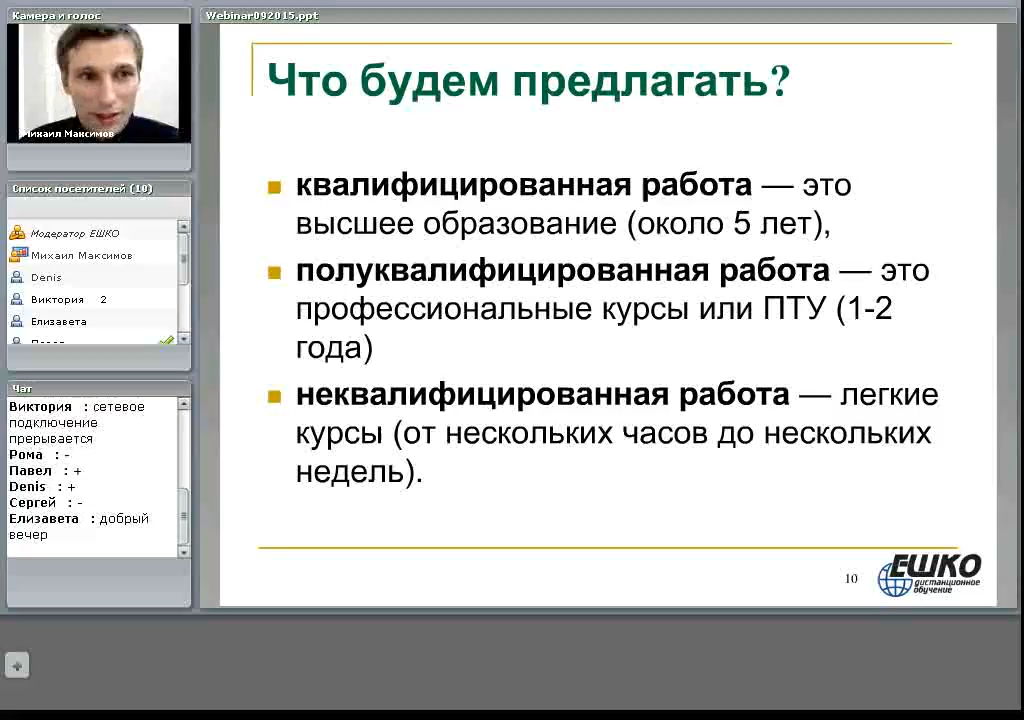 Камера и голос
Михаил Максимов
Список посетителей (10)
Модератор ЕШКО
Михаил Максимов
Denis
Виктория 2
Елизавета
Чат
Виктория : сетевое
подключение
прерывается
Рома : -
Павел : +
Denis : +
Сергей : -
Елизавета : добрый
вечер
Webinar092015.ppt
Что будем предлагать?
квалифицированная работа — это
высшее образование (около 5 лет),
полуквалифицированная работа — это
профессиональные курсы или ПТУ (1-2
года)
неквалифицированная работа — легкие
курсы (от нескольких часов до нескольких
недель).
10
ЕШКО
дистанционное
обучение